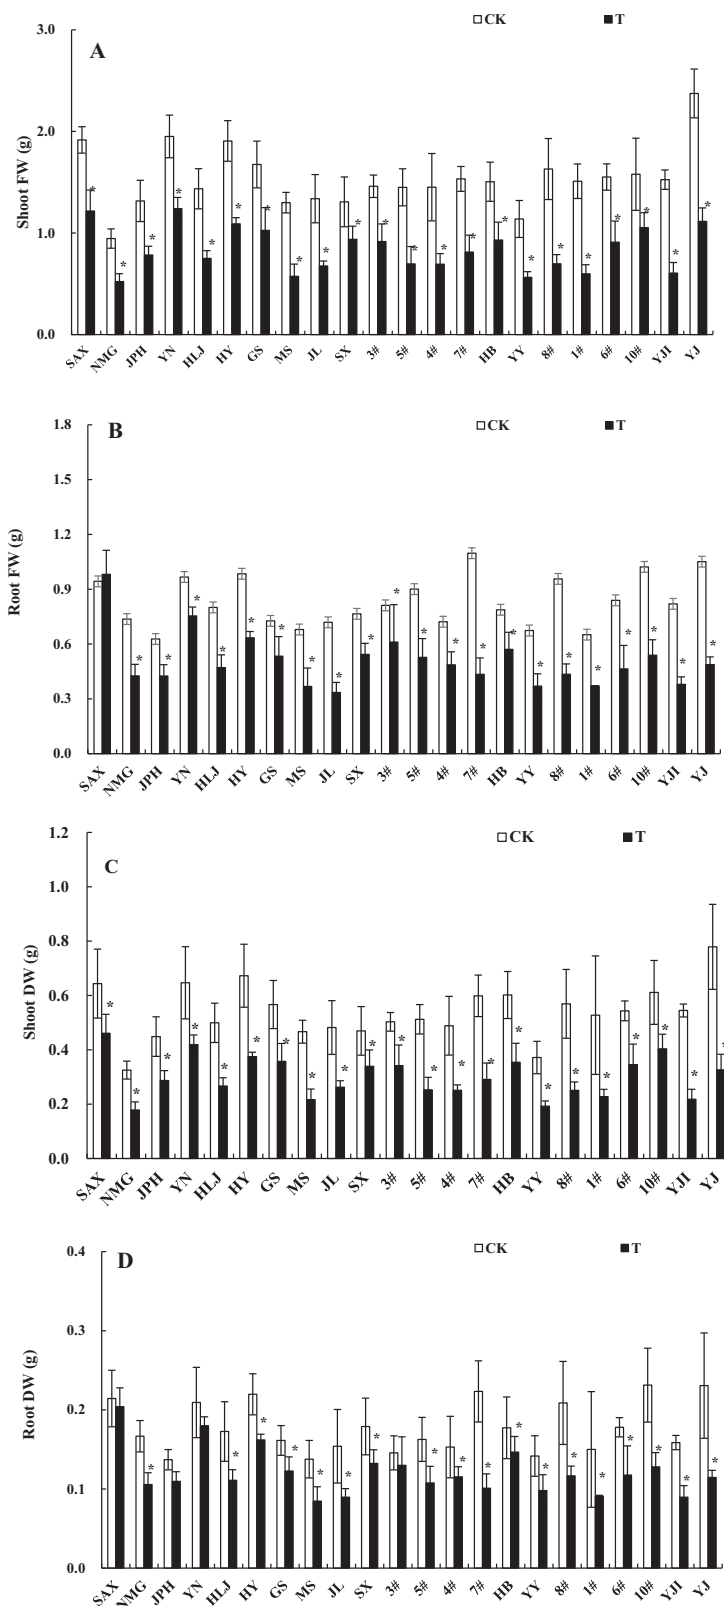 CK T
3.0
A
2.0
Shoot FW (g)
* * * * * * * * * * * * * * * * * * * * * *
1.0
0.0
SAX NMG JPH YN HLJ HY GS MS JL SX 3# 5# 4# 7# HB YY 8# 1# 6# 10# YJI YJ
1.8
B CK T
1.5
1.2
Root FW (g)
0.9
* * * * * * * * * * * * * * * * * * * * *
0.6
0.3
0.0
SAX NMG JPH YN HLJ HY GS MS JL SX 3# 5# 4# 7# HB YY 8# 1# 6# 10# YJI YJ
1.2
CK T
C
1.0
0.8
Shoot DW (g)
0.6
* * * * * * * * * * * * * * * * * * * * * *
0.4
0.2
0.0
SAX NMG JPH YN HLJ HY GS MS JL SX 3# 5# 4# 7# HB YY 8# 1# 6# 10# YJI YJ
0.4
D CK T
0.3
Root DW (g)
0.2
* * * * * * * * * * * * * * * * * *
0.1
0.0
SAX NMG JPH YN HLJ HY GS MS JL SX 3# 5# 4# 7# HB YY 8# 1# 6# 10# YJI YJ